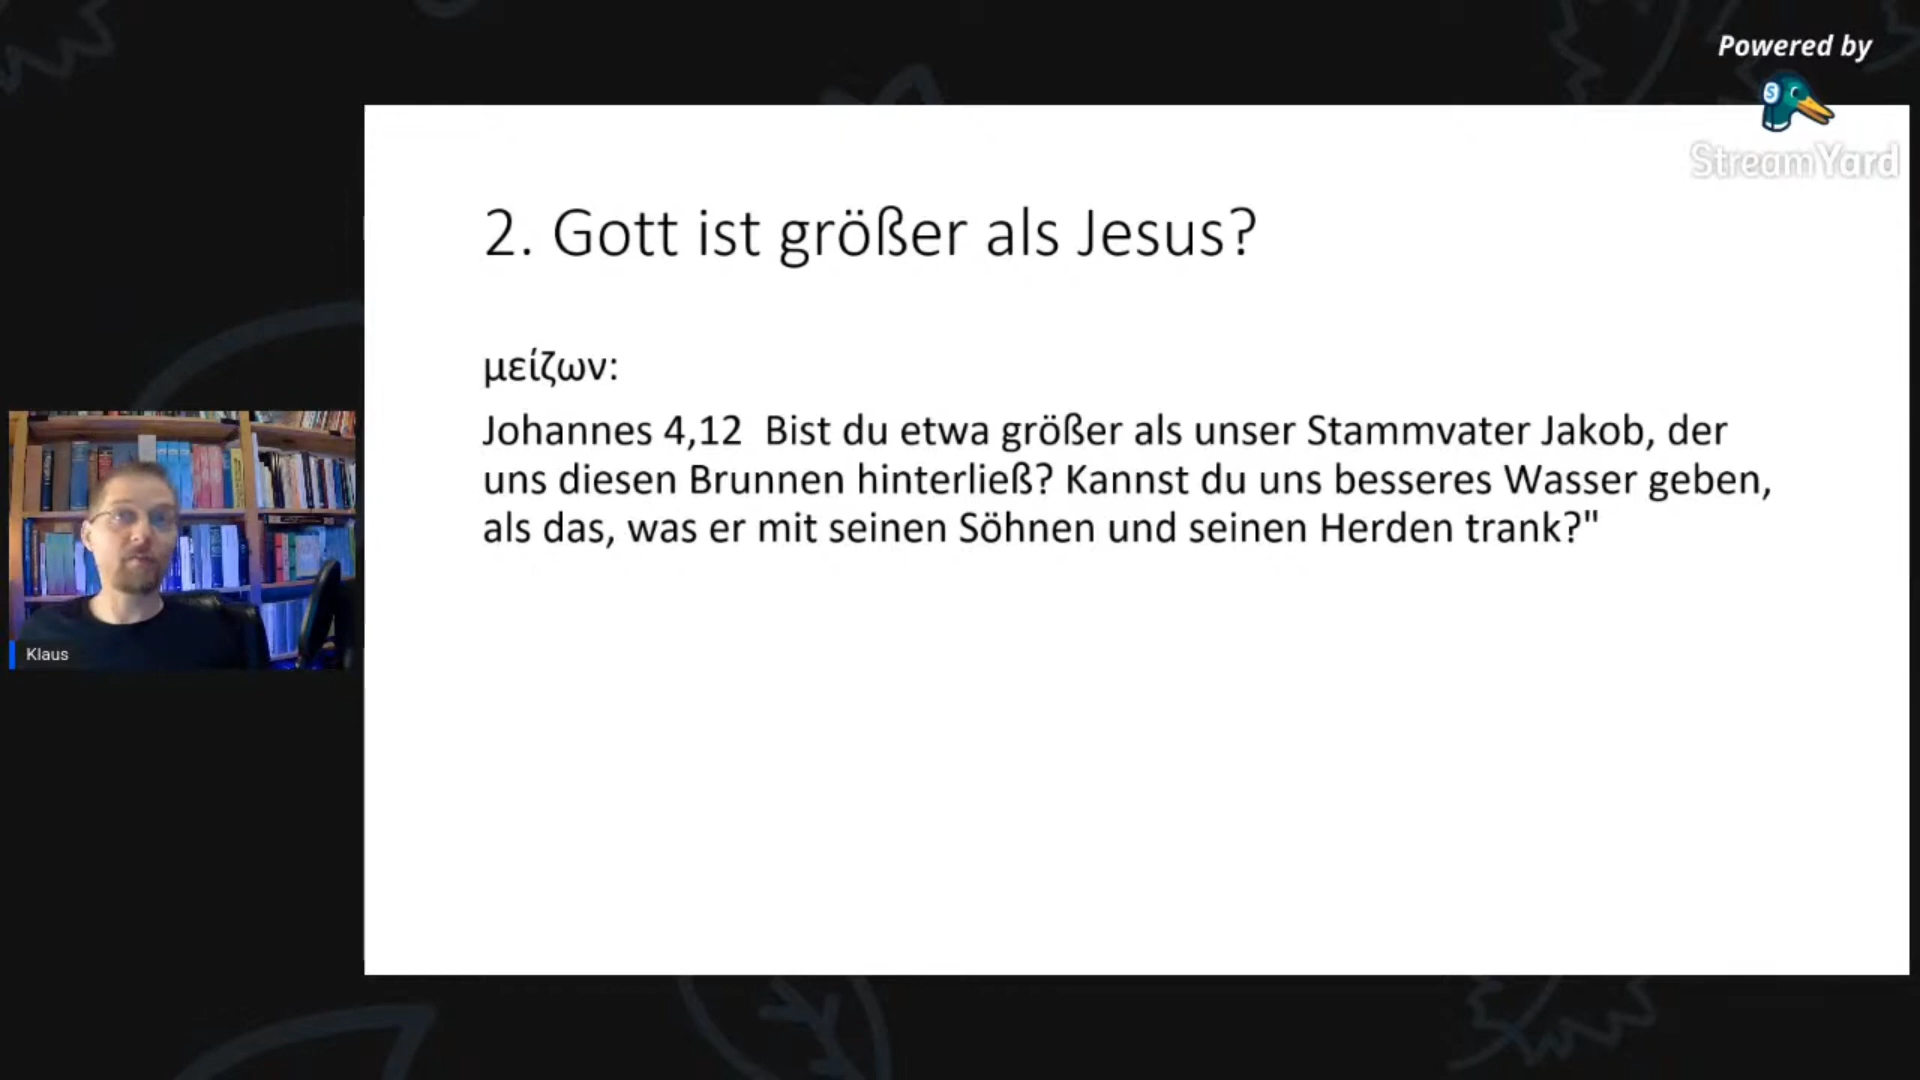 Powered by
StreamYard
2. Gott ist größer als Jesus?
μείζων:
Johannes 4,12  Bist du etwa größer als unser Stammvater Jakob, der
uns diesen Brunnen hinterließ? Kannst du uns besseres Wasser geben,
als das, was er mit seinen Söhnen und seinen Herden trank?"
Klaus